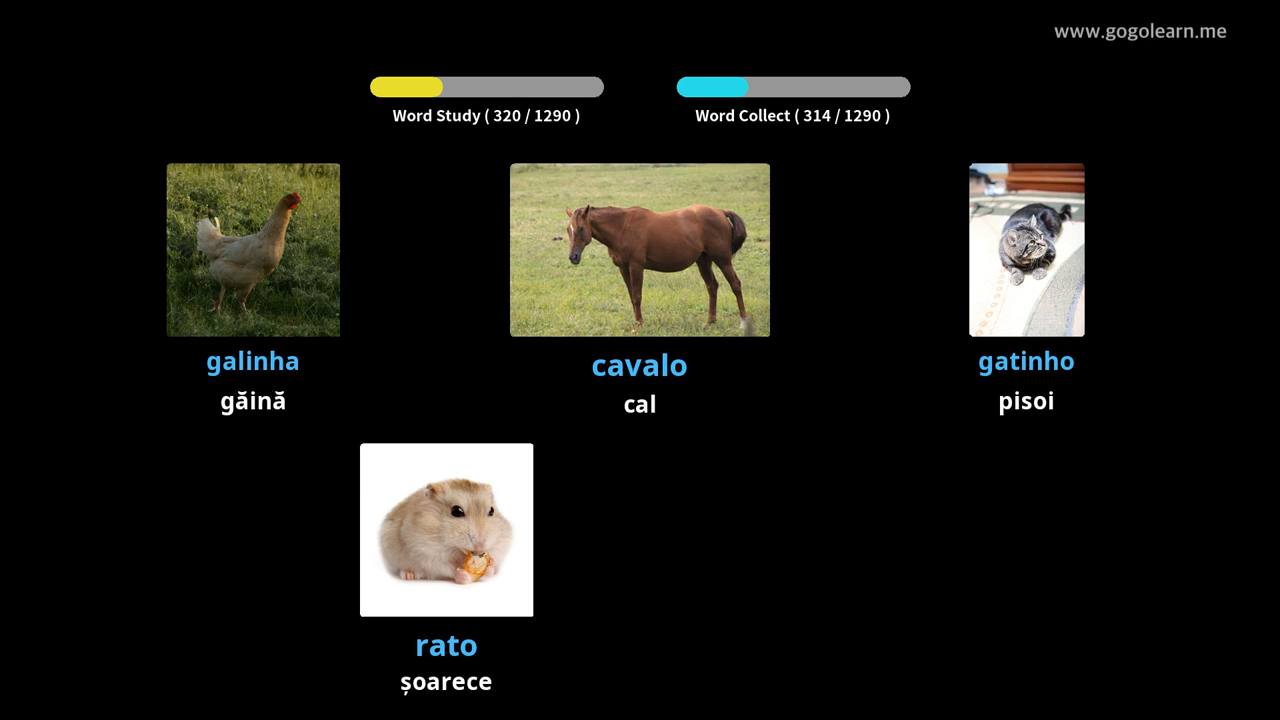 www.gogolearn.me
Word Study ( 320 / 1290 )
Word Collect ( 314 / 1290 )
galinha
găină
cavalo
cal
gatinho
pisoi
rato
șoarece